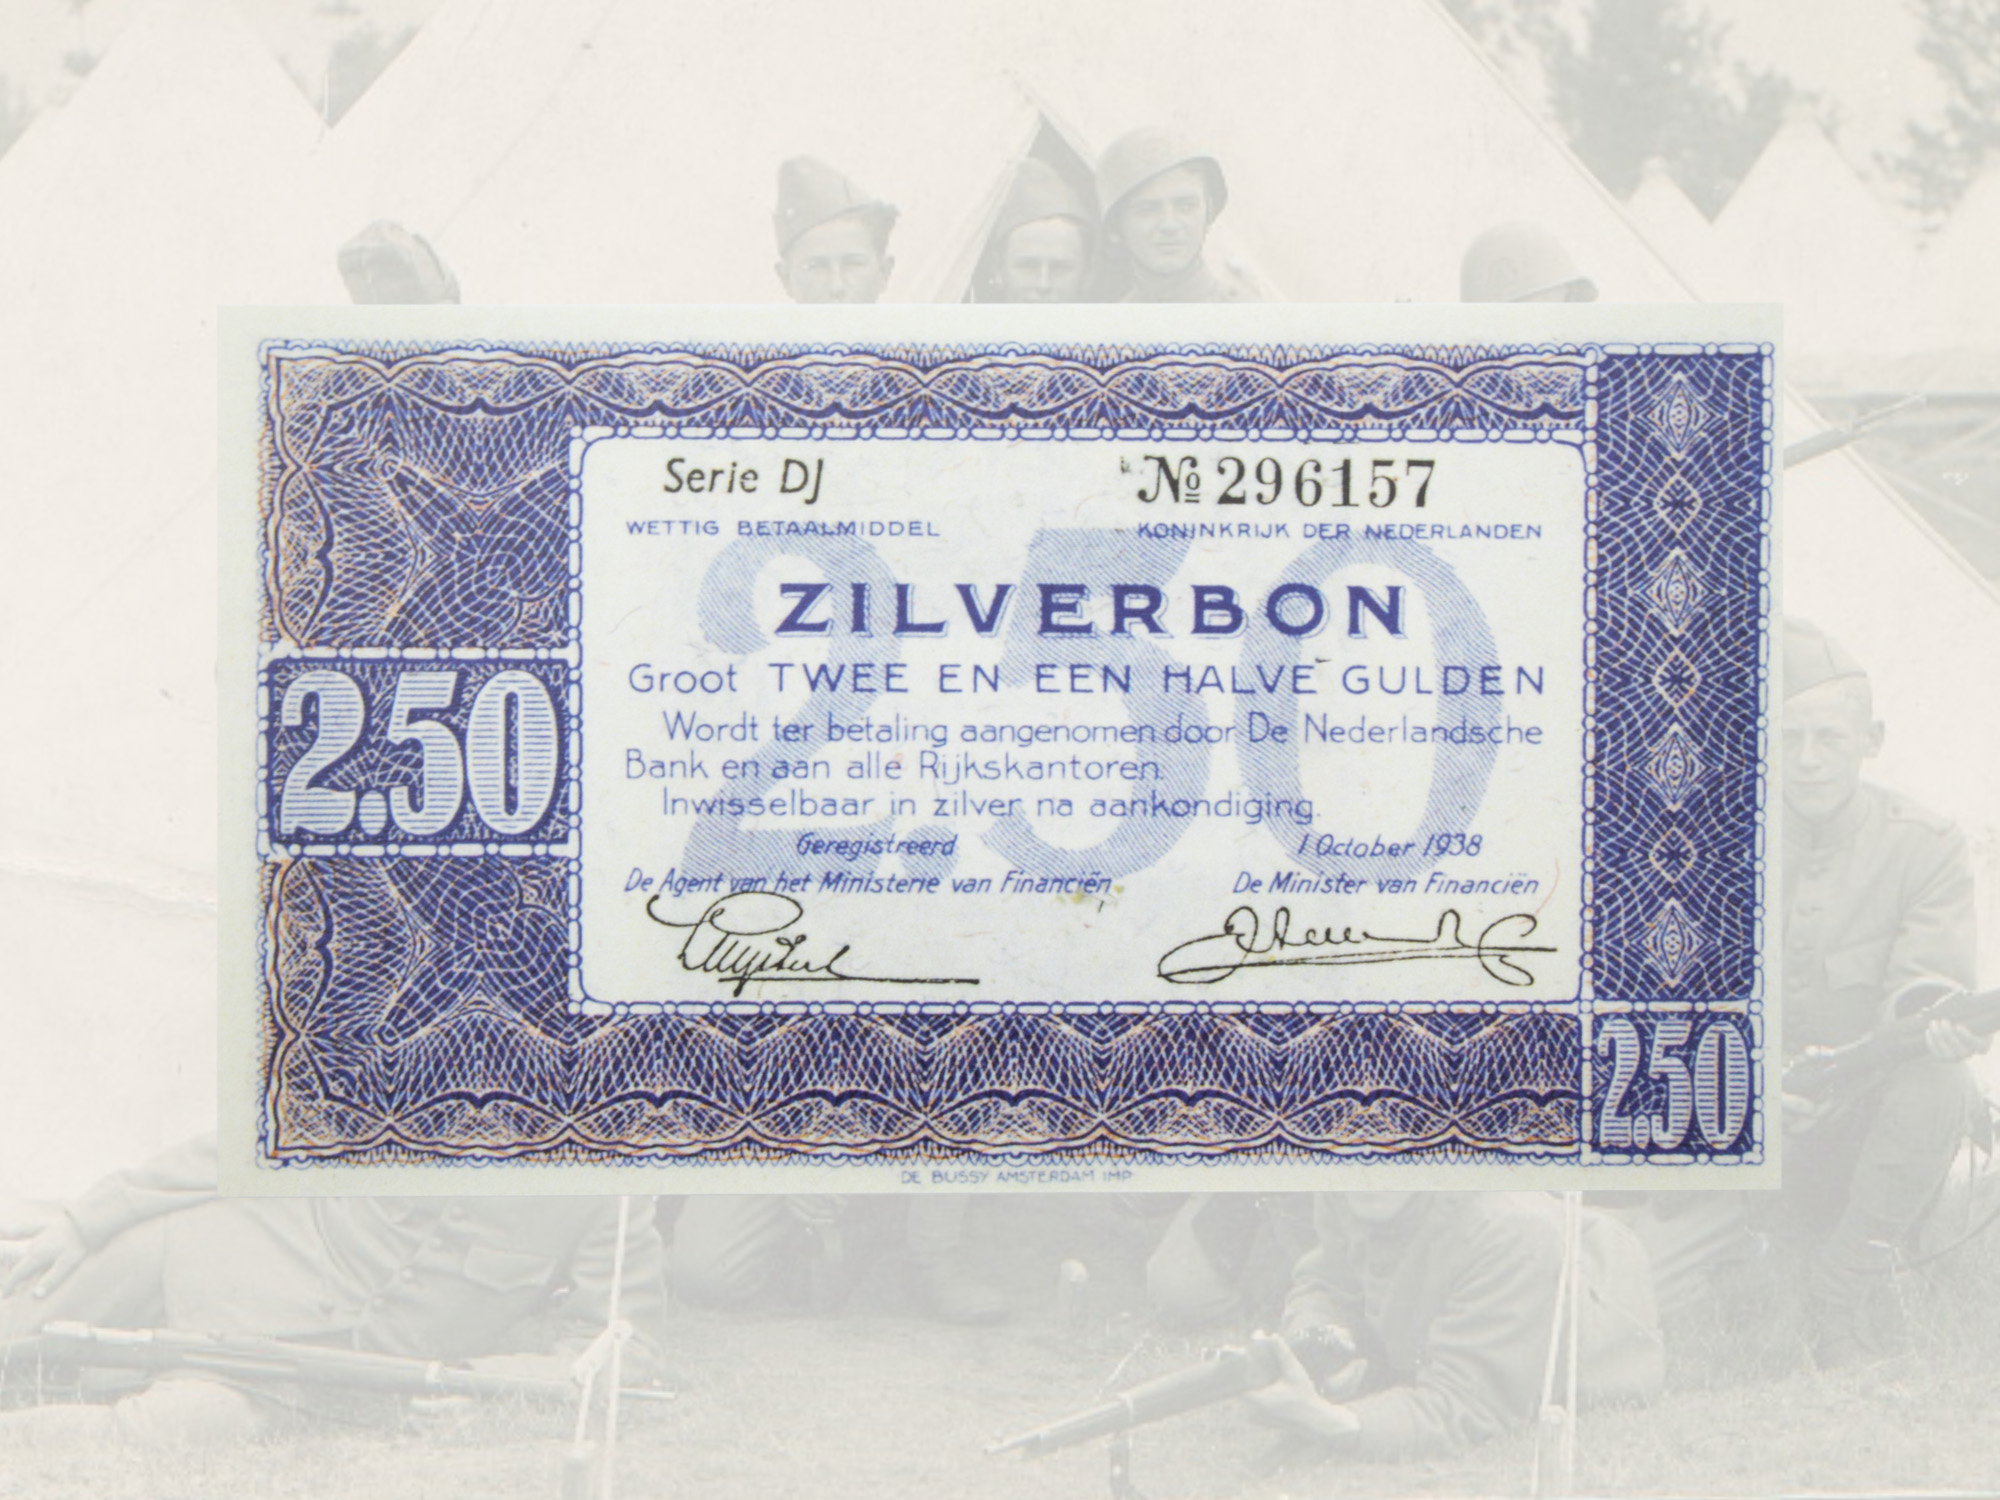 Serie DJ № 296157
WETTIG BETAALMIDDEL KONINKRIJK DER NEDERLANDEN
ZILVERBON
Groot TWEE EN EEN HALVE GULDEN
2.50
Wordt ter betaling aangenomen door De Nederlandsche
Bank en aan alle Rijkskantoren.
Inwisselbaar in zilver na aankondiging.
2.50
Geregistreerd 1 October 1938
De Agent van het Ministerie van Financiën De Minister van Financiën
2.50
DE BUSSY AMSTERDAM IMP